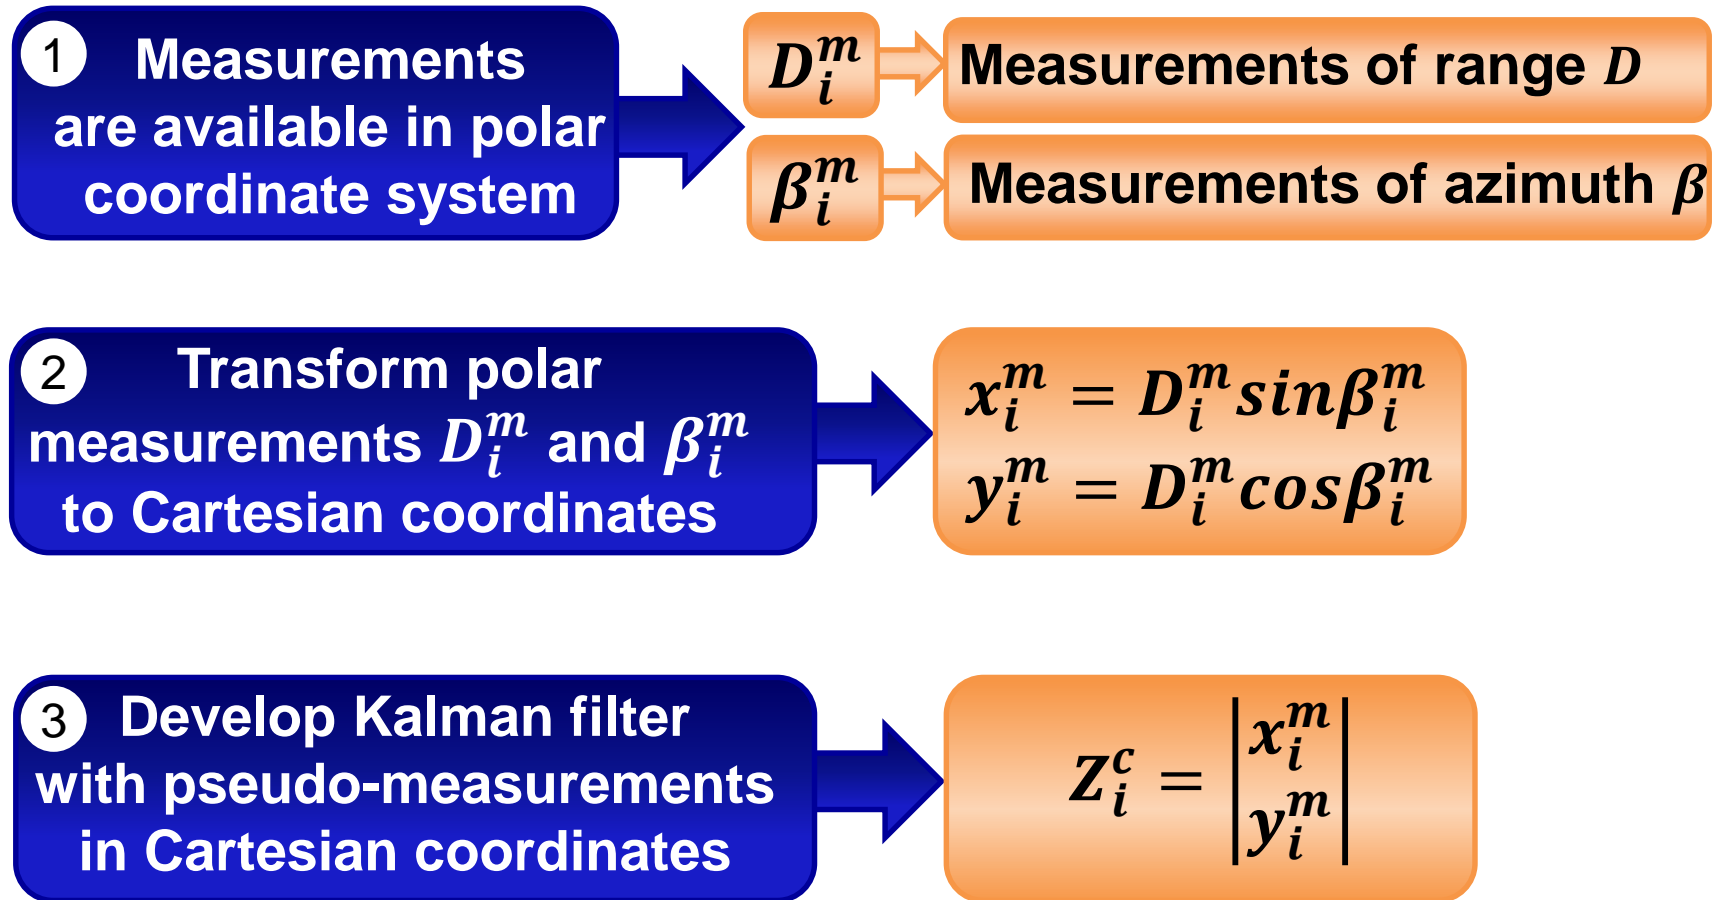 1
Measurements
are available in polar
coordinate system
D_i^m
Measurements of range D
β_i^m
Measurements of azimuth β
2
Transform polar
measurements D_i^m and β_i^m
to Cartesian coordinates
x_i^m = D_i^m sinβ_i^m
y_i^m = D_i^m cosβ_i^m
3
Develop Kalman filter
with pseudo-measurements
in Cartesian coordinates
Z_i^c = |x_i^m|
|y_i^m|